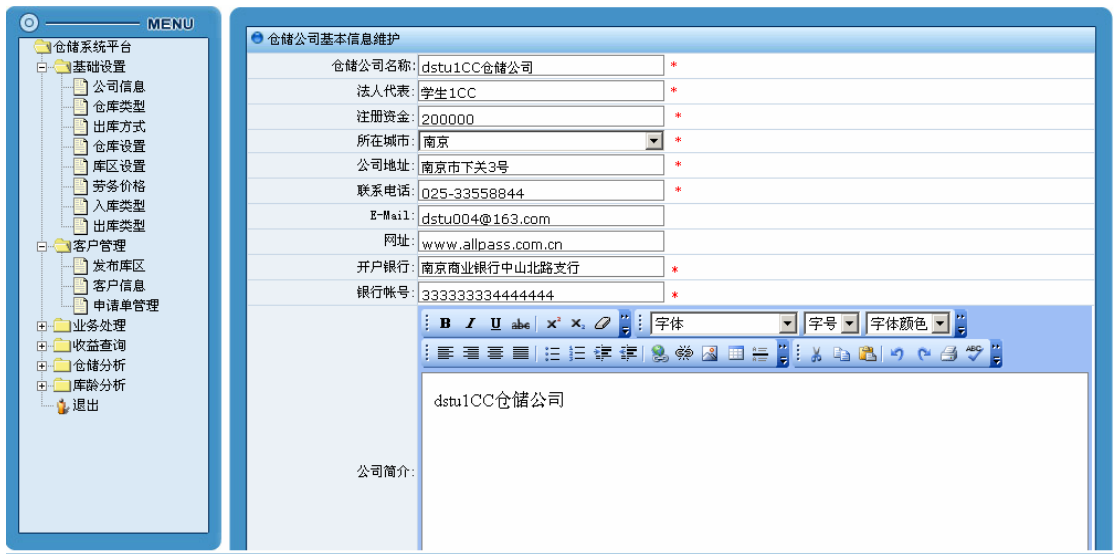 MENU
仓储系统平台
基础设置
公司信息
仓库类型
出库方式
仓库设置
库区设置
劳务价格
入库类型
出库类型
客户管理
发布库区
客户信息
申请单管理
业务处理
收益查询
仓储分析
库龄分析
退出
仓储公司基本信息维护
仓储公司名称: dstu1CC仓储公司 *
法人代表: 学生1CC *
注册资金: 200000 *
所在城市: 南京 *
公司地址: 南京市下关3号 *
联系电话: 025-33558844 *
E-Mail: dstu004@163.com
网址: www.allpass.com.cn
开户银行: 南京商业银行中山北路支行 *
银行帐号: 333333334444444 *
B I U abc x² x₂ 字体 字号 字体颜色
ABC
dstu1CC仓储公司
公司简介: